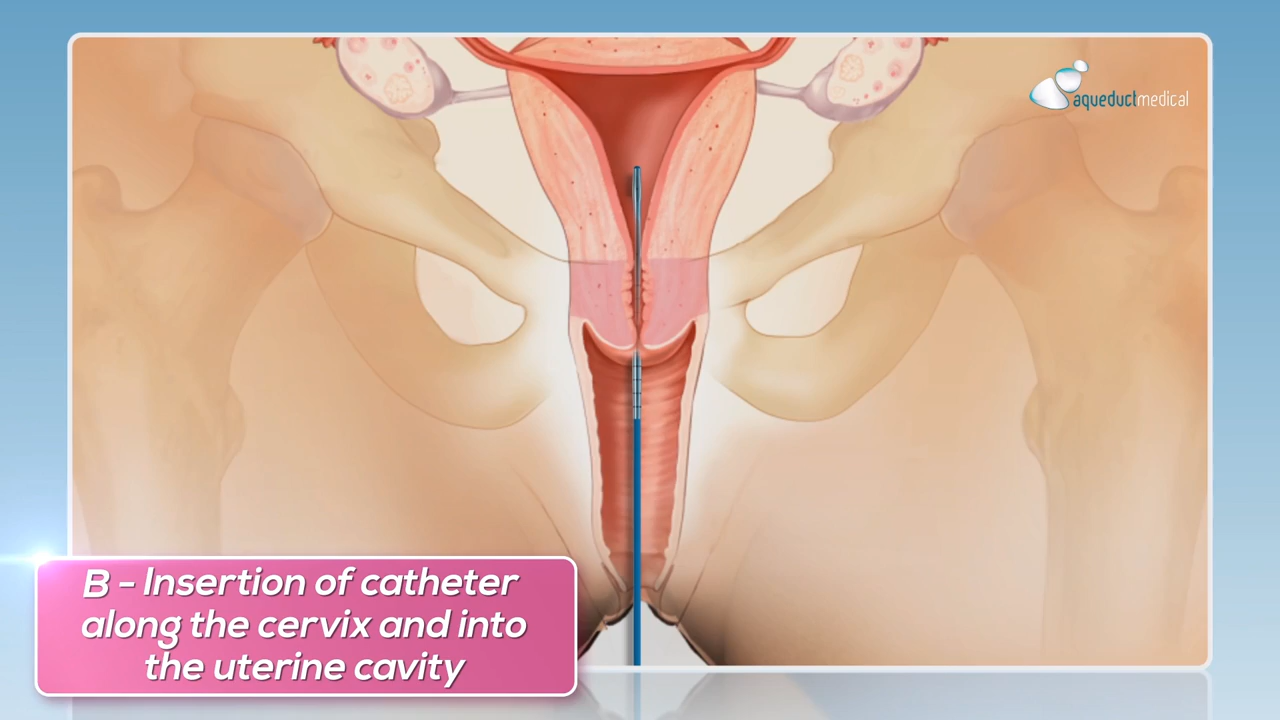 aqueductmedical
B - Insertion of catheter
along the cervix and into
the uterine cavity